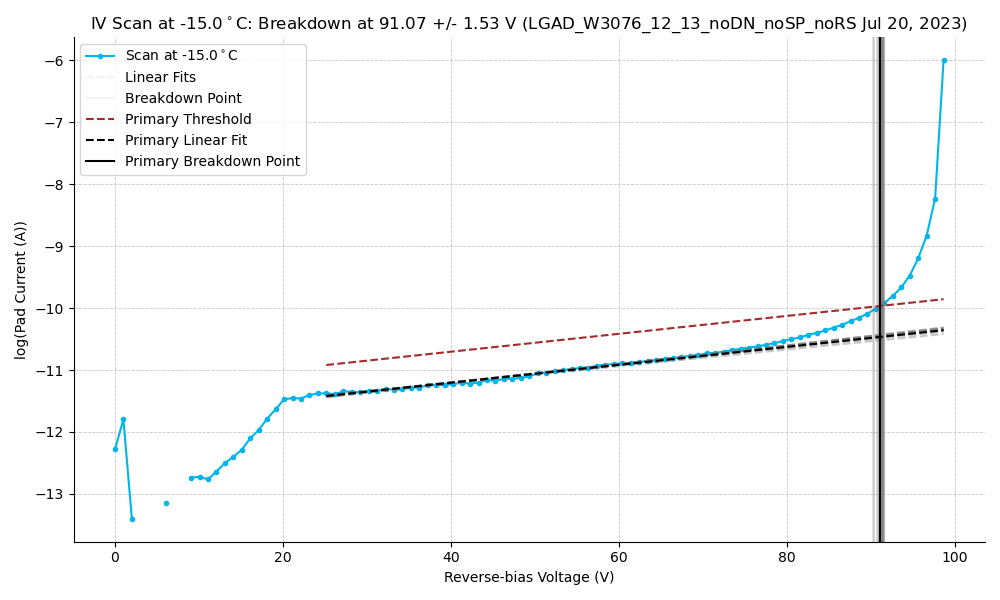 IV Scan at -15.0°C: Breakdown at 91.07 +/- 1.53 V (LGAD_W3076_12_13_noDN_noSP_noRS Jul 20, 2023)
Scan at -15.0°C
Linear Fits
Breakdown Point
Primary Threshold
Primary Linear Fit
Primary Breakdown Point
log(Pad Current (A))
−6
−7
−8
−9
−10
−11
−12
−13
0 20 40 60 80 100
Reverse-bias Voltage (V)